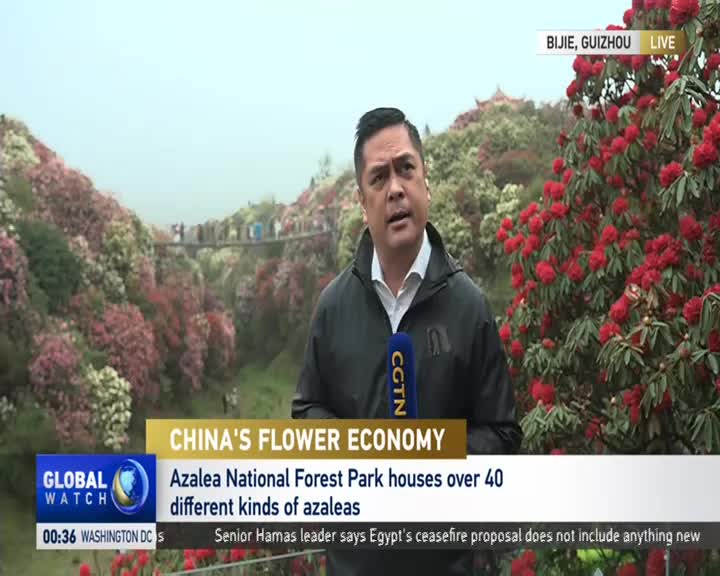 BIJIE, GUIZHOU LIVE
CGTN
CHINA'S FLOWER ECONOMY
GLOBAL
WATCH
Azalea National Forest Park houses over 40
different kinds of azaleas
00:36 WASHINGTON DC
Senior Hamas leader says Egypt's ceasefire proposal does not include anything new